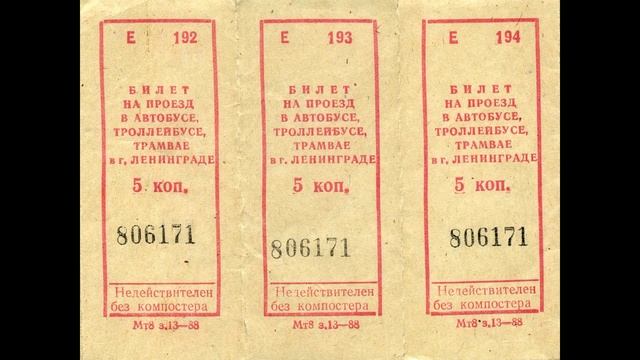 Е 192
БИЛЕТ
НА ПРОЕЗД
В АВТОБУСЕ,
ТРОЛЛЕЙБУСЕ,
ТРАМВАЕ
в г. ЛЕНИНГРАДЕ
5 коп.
806171
Недействителен
без компостера
Мт8 з.13—88
Е 193
БИЛЕТ
НА ПРОЕЗД
В АВТОБУСЕ,
ТРОЛЛЕЙБУСЕ,
ТРАМВАЕ
в г. ЛЕНИНГРАДЕ
5 коп.
806171
Недействителен
без компостера
Мт8 з.13—88
Е 194
БИЛЕТ
НА ПРОЕЗД
В АВТОБУСЕ,
ТРОЛЛЕЙБУСЕ,
ТРАМВАЕ
в г. ЛЕНИНГРАДЕ
5 коп.
806171
Недействителен
без компостера
Мт8 з.13—88